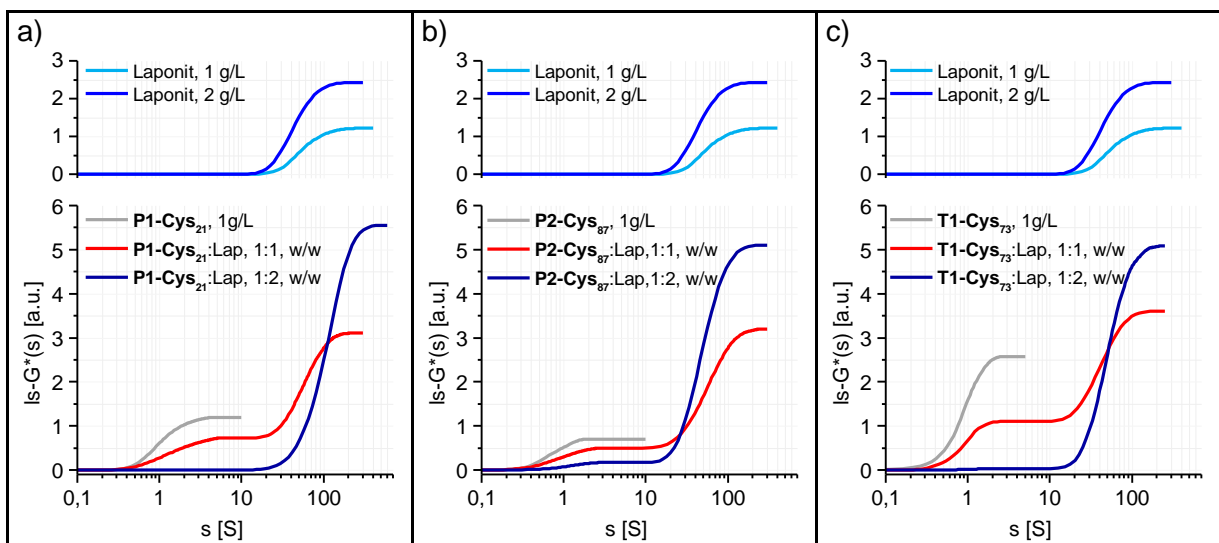 a)
3
2
1
0
Laponit, 1 g/L
Laponit, 2 g/L
6
5
4
3
2
1
0
P1-Cys21, 1g/L
P1-Cys21:Lap, 1:1, w/w
P1-Cys21:Lap, 1:2, w/w
ls-G*(s) [a.u.]
0,1 1 10 100
s [S]
b)
3
2
1
0
Laponit, 1 g/L
Laponit, 2 g/L
6
5
4
3
2
1
0
P2-Cys87, 1g/L
P2-Cys87:Lap,1:1, w/w
P2-Cys87:Lap,1:2, w/w
ls-G*(s) [a.u.]
0,1 1 10 100
s [S]
c)
3
2
1
0
Laponit, 1 g/L
Laponit, 2 g/L
6
5
4
3
2
1
0
T1-Cys73, 1g/L
T1-Cys73:Lap, 1:1, w/w
T1-Cys73:Lap, 1:2, w/w
ls-G*(s) [a.u.]
0,1 1 10 100
s [S]